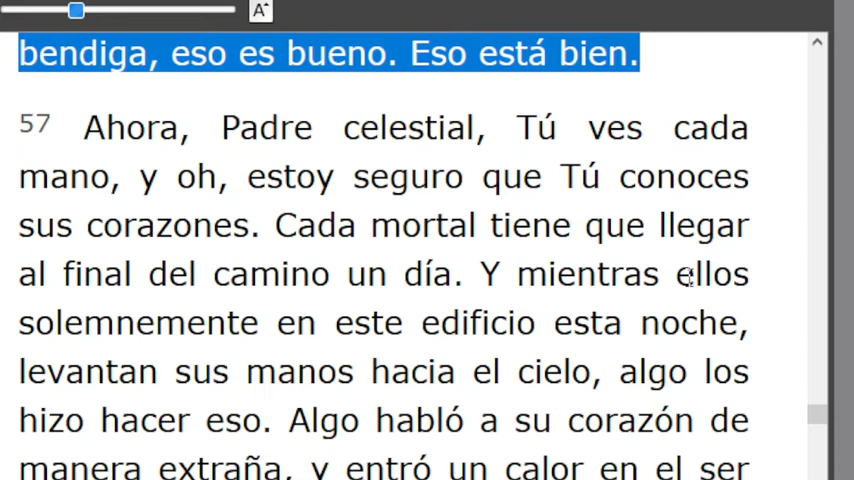 A
bendiga, eso es bueno. Eso está bien.
57 Ahora, Padre celestial, Tú ves cada
mano, y oh, estoy seguro que Tú conoces
sus corazones. Cada mortal tiene que llegar
al final del camino un día. Y mientras ellos
solemnemente en este edificio esta noche,
levantan sus manos hacia el cielo, algo los
hizo hacer eso. Algo habló a su corazón de
manera extraña, y entró un calor en el ser